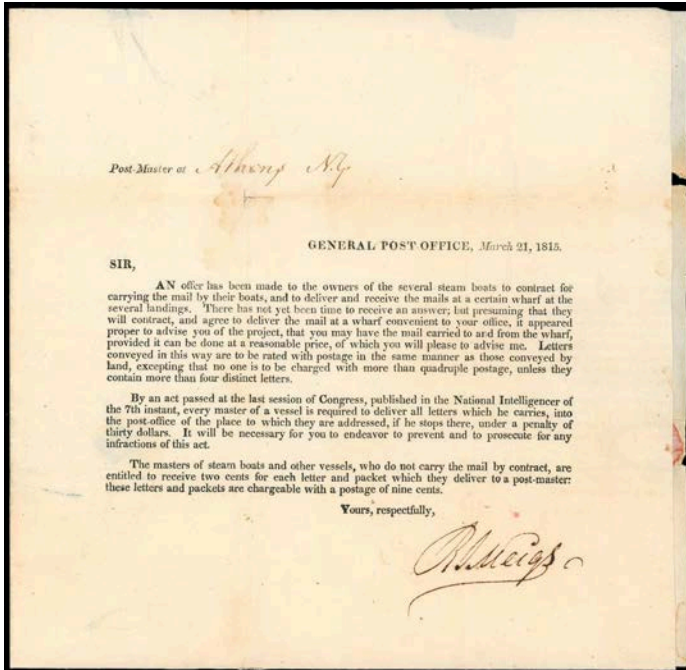 Post-Master at Athens N.Y
GENERAL POST OFFICE, March 21, 1815.
SIR,
AN offer has been made to the owners of the several steam boats to contract for
carrying the mail by their boats, and to deliver and receive the mails at a certain wharf at the
several landings. There has not yet been time to receive an answer; but presuming that they
will contract, and agree to deliver the mail at a wharf convenient to your office, it appeared
proper to advise you of the project, that you may have the mail carried to and from the wharf,
provided it can be done at a reasonable price, of which you will please to advise me. Letters
conveyed in this way are to be rated with postage in the same manner as those conveyed by
land, excepting that no one is to be charged with more than quadruple postage, unless they
contain more than four distinct letters.
By an act passed at the last session of Congress, published in the National Intelligencer of
the 7th instant, every master of a vessel is required to deliver all letters which he carries, into
the post-office of the place to which they are addressed, if he stops there, under a penalty of
thirty dollars. It will be necessary for you to endeavor to prevent and to prosecute for any
infractions of this act.
The masters of steam boats and other vessels, who do not carry the mail by contract, are
entitled to receive two cents for each letter and packet which they deliver to a post-master:
these letters and packets are chargeable with a postage of nine cents.
Yours, respectfully,
R J Meigs